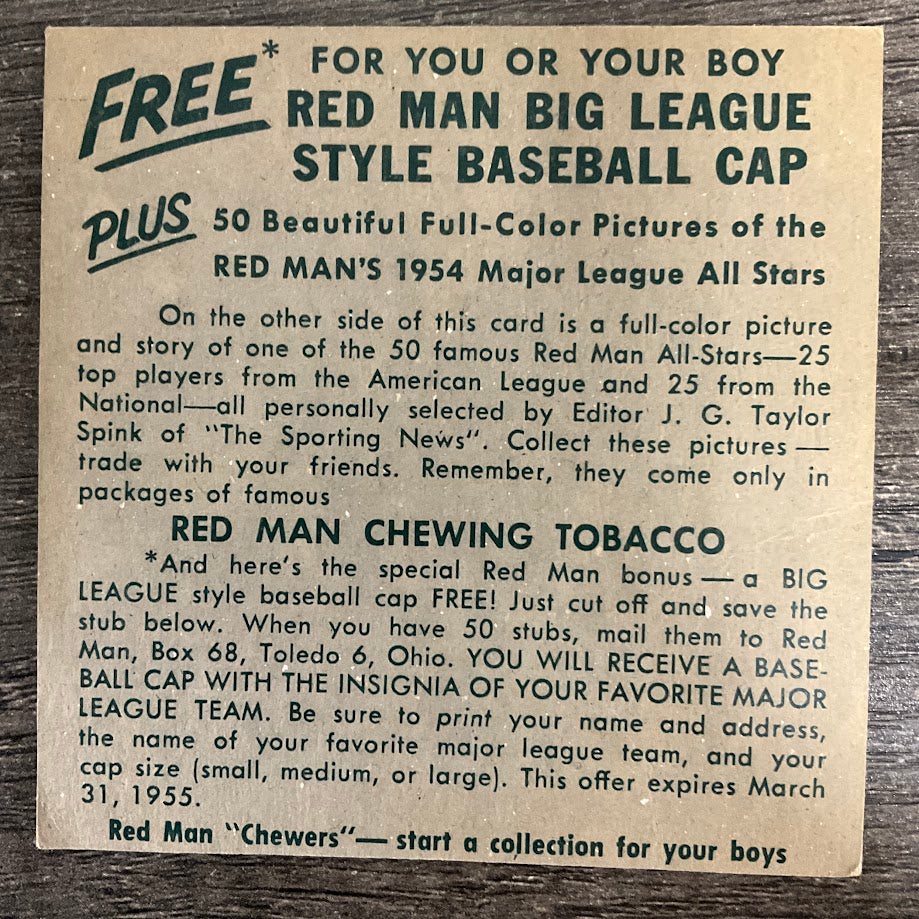 FREE* FOR YOU OR YOUR BOY
RED MAN BIG LEAGUE
STYLE BASEBALL CAP
PLUS 50 Beautiful Full-Color Pictures of the
RED MAN'S 1954 Major League All Stars
On the other side of this card is a full-color picture
and story of one of the 50 famous Red Man All-Stars—25
top players from the American League and 25 from the
National—all personally selected by Editor J. G. Taylor
Spink of "The Sporting News". Collect these pictures —
trade with your friends. Remember, they come only in
packages of famous
RED MAN CHEWING TOBACCO
*And here's the special Red Man bonus — a BIG
LEAGUE style baseball cap FREE! Just cut off and save the
stub below. When you have 50 stubs, mail them to Red
Man, Box 68, Toledo 6, Ohio. YOU WILL RECEIVE A BASE-
BALL CAP WITH THE INSIGNIA OF YOUR FAVORITE MAJOR
LEAGUE TEAM. Be sure to print your name and address,
the name of your favorite major league team, and your
cap size (small, medium, or large). This offer expires March
31, 1955.
Red Man "Chewers"— start a collection for your boys